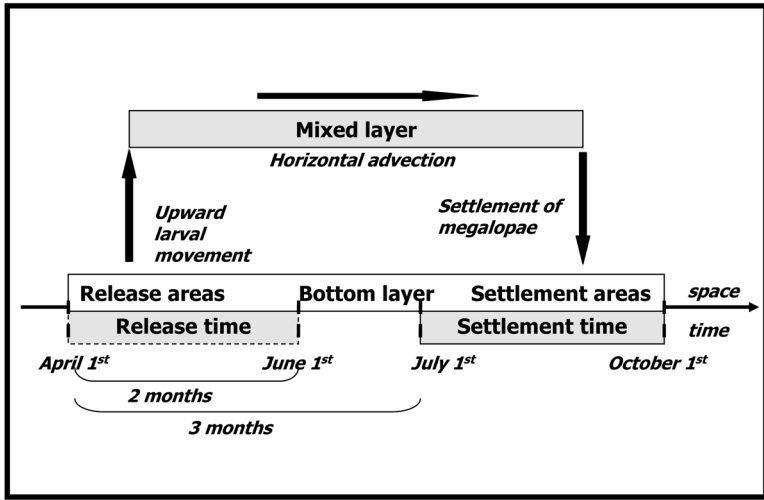 Mixed layer
Horizontal advection
Upward
larval
movement
Settlement of
megalopae
Release areas
Bottom layer
Settlement areas
space
Release time
Settlement time
time
April 1st
June 1st
July 1st
October 1st
2 months
3 months